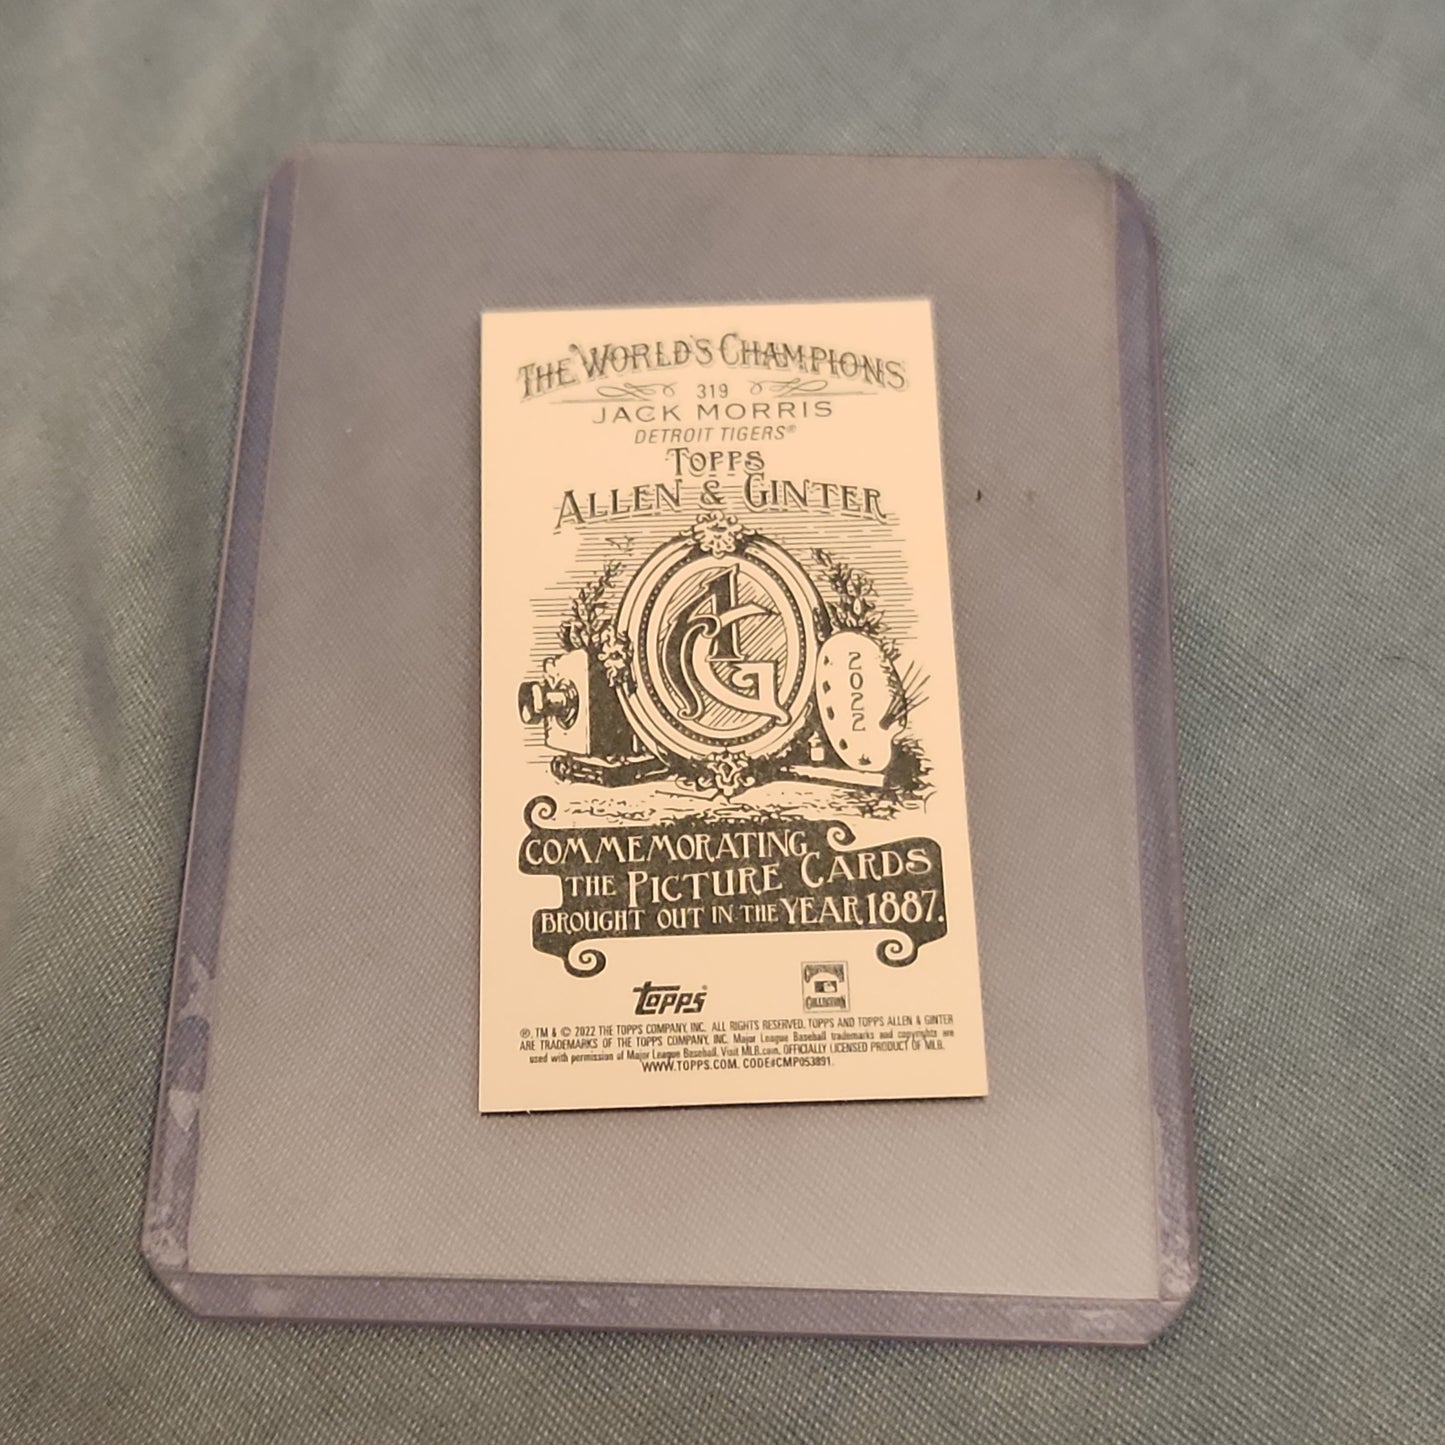 THE WORLD'S CHAMPIONS
319
JACK MORRIS
DETROIT TIGERS®
TOPPS
ALLEN & GINTER
AG
2022
COMMEMORATING
THE PICTURE CARDS
BROUGHT OUT IN THE YEAR 1887.
topps®
COOPERSTOWN
COLLECTION
®, TM & © 2022 THE TOPPS COMPANY, INC. ALL RIGHTS RESERVED. TOPPS AND TOPPS ALLEN & GINTER
ARE TRADEMARKS OF THE TOPPS COMPANY, INC. Major League Baseball trademarks and copyrights are
used with permission of Major League Baseball. Visit MLB.com. OFFICIALLY LICENSED PRODUCT OF MLB.
WWW.TOPPS.COM. CODE#CMP053891.